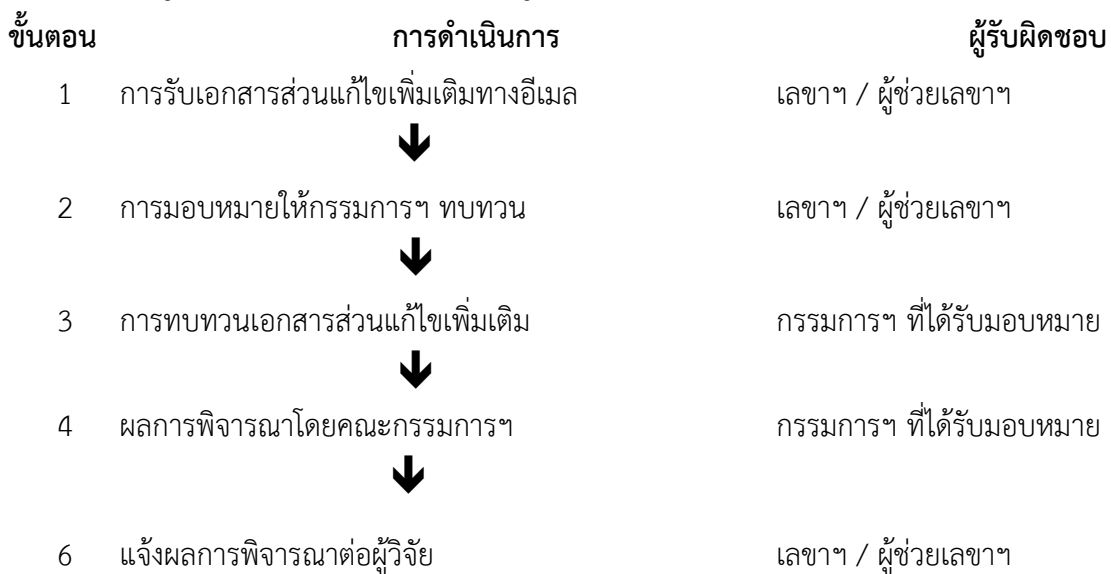 ขั้นตอน การดำเนินการ ผู้รับผิดชอบ
1 การรับเอกสารส่วนแก้ไขเพิ่มเติมทางอีเมล เลขาฯ / ผู้ช่วยเลขาฯ
2 การมอบหมายให้กรรมการฯ ทบทวน เลขาฯ / ผู้ช่วยเลขาฯ
3 การทบทวนเอกสารส่วนแก้ไขเพิ่มเติม กรรมการฯ ที่ได้รับมอบหมาย
4 ผลการพิจารณาโดยคณะกรรมการฯ กรรมการฯ ที่ได้รับมอบหมาย
6 แจ้งผลการพิจารณาต่อผู้วิจัย เลขาฯ / ผู้ช่วยเลขาฯ